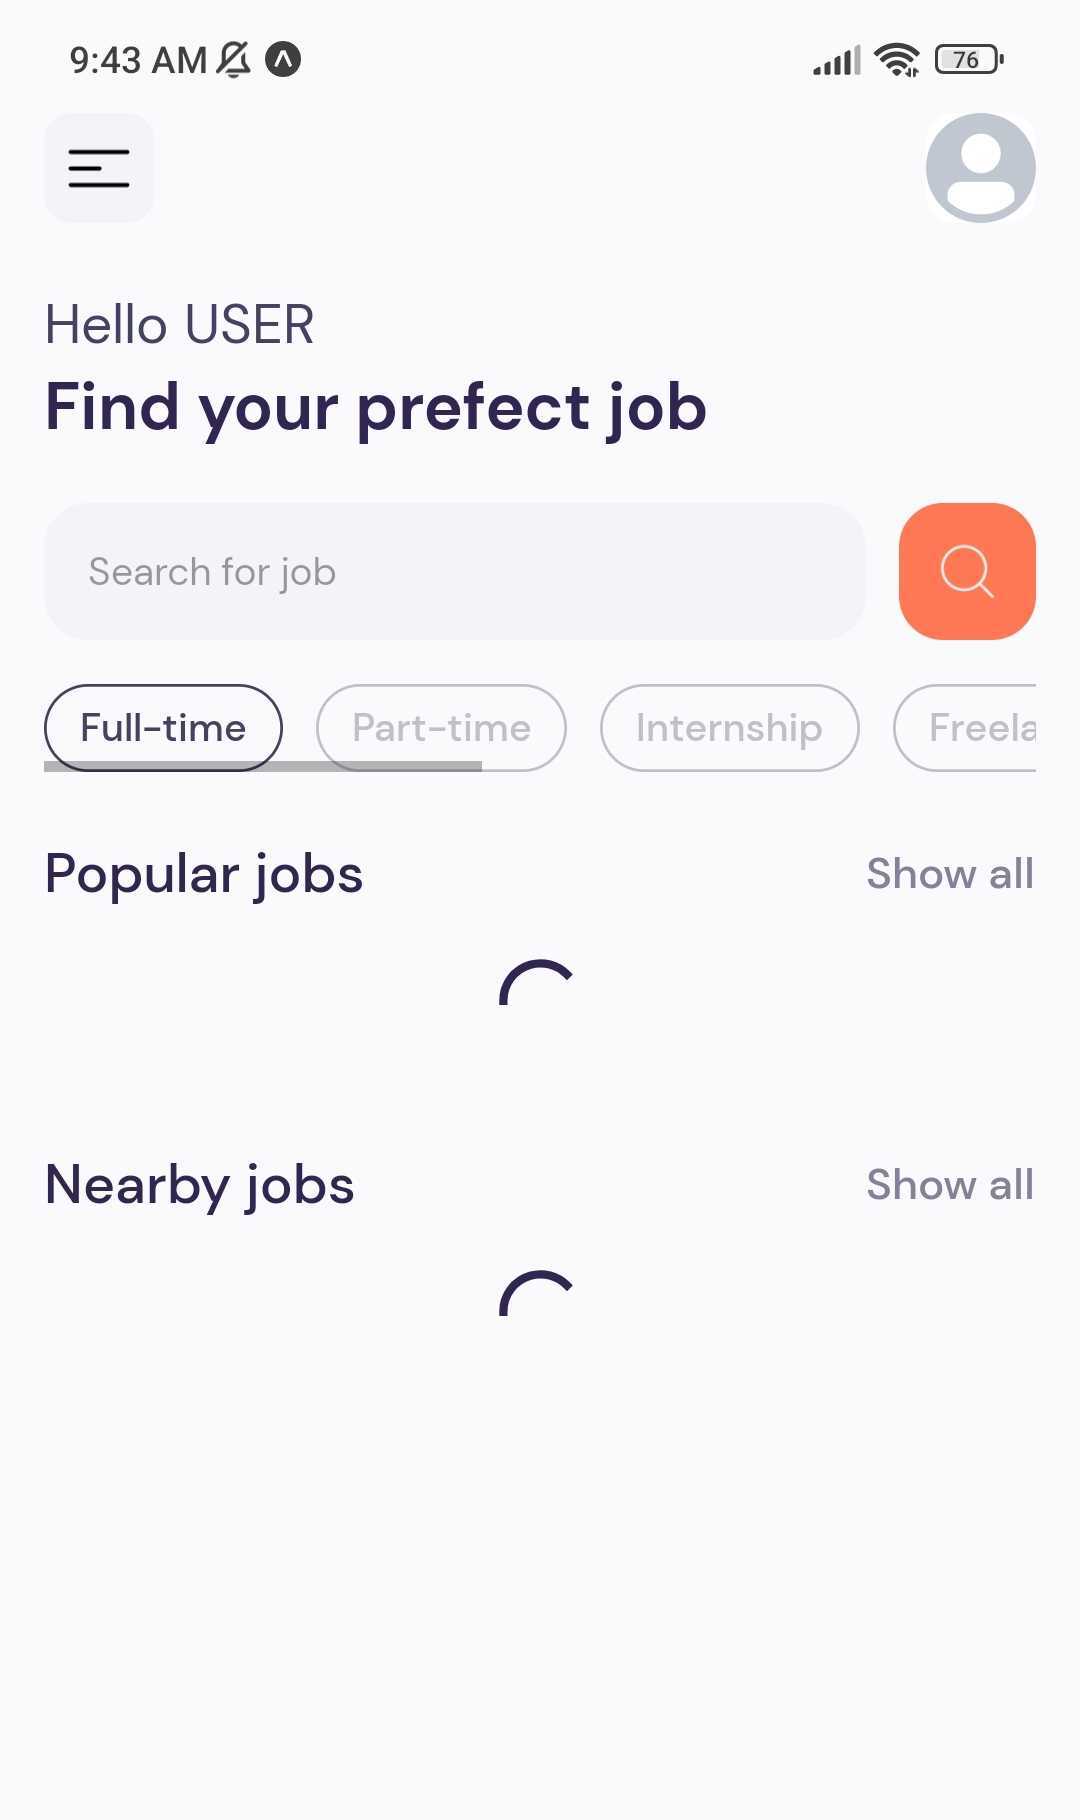 9:43 AM
76
Hello USER
Find your prefect job
Search for job
Full-time Part-time Internship Freela
Popular jobs Show all
Nearby jobs Show all